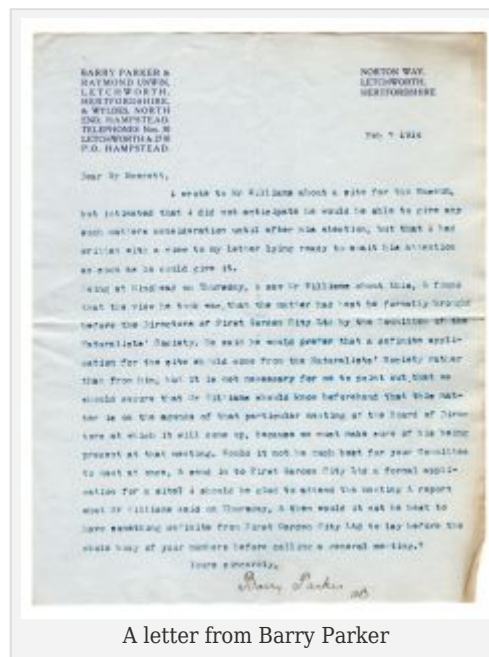 BARRY PARKER &
RAYMOND UNWIN,
LETCHWORTH,
HERTFORDSHIRE,
& WYLDES, NORTH
END, HAMPSTEAD.
TELEPHONES Nos.
LETCHWORTH &
P.O. HAMPSTEAD.
NORTON WAY,
LETCHWORTH,
HERTFORDSHIRE
Feb 7
Dear Mr
I wrote to Mr Williams about a site for the Museum,
but intimated that I did not anticipate he would be able to give any
such matters consideration until after his election, but that I had
written with a view to my letter lying ready to await his attention
as soon as he could give it.
Being at Hindhead on Thursday, I saw Mr Williams about this, & found
that the view he took was, that the matter had best be formally brought
before the Directors of First Garden City Ltd by the Committee of the
Naturalists' Society. He said he would prefer that a definite appli-
cation for the site should come from the Naturalists' Society rather
than from him, but it is not necessary for me to point out that we
should secure that Mr Williams should know beforehand that this mat-
ter is on the agenda of that particular meeting of the Board of Direc
tors at which it will come up, because we must make sure of his being
present at that meeting. Would it not be much best for your Committee
to meet at once, & send in to First Garden City Ltd a formal appli-
cation for a site? I should be glad to attend the meeting & report
what Mr Williams said on Thursday, & then would it not be best to
have something definite from First Garden City Ltd to lay before the
whole body of your members before calling a general meeting."
Yours sincerely,
Barry Parker
A letter from Barry Parker